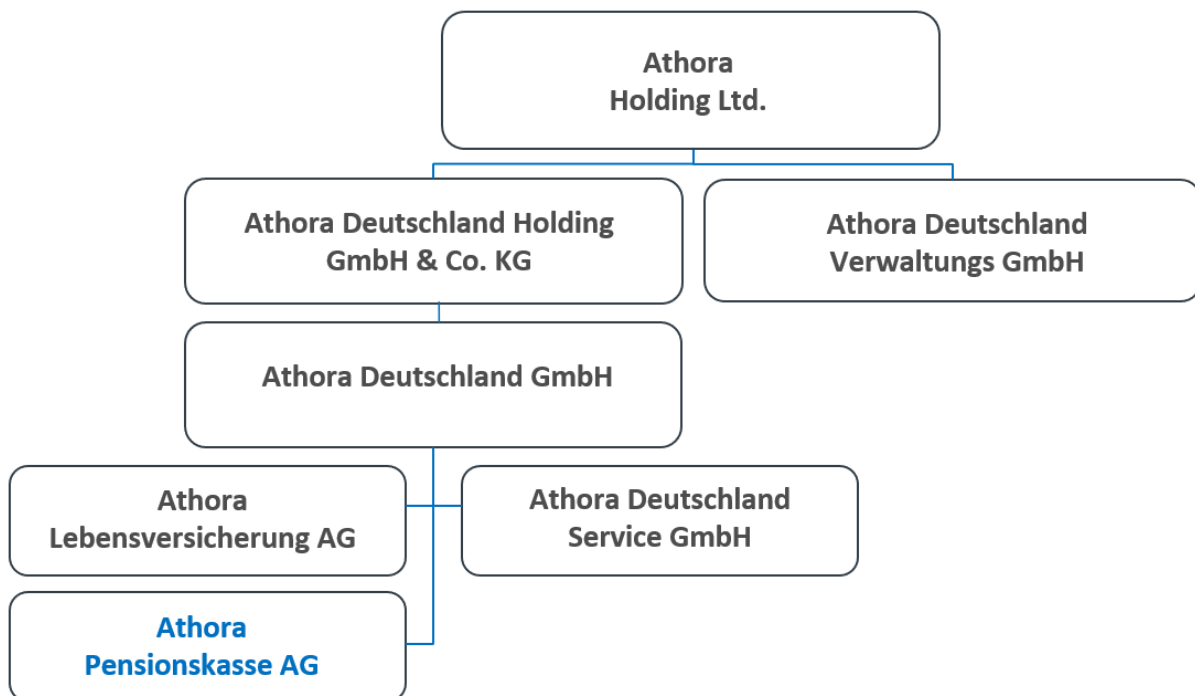 Athora
Holding Ltd.
Athora Deutschland Holding
GmbH & Co. KG
Athora Deutschland
Verwaltungs GmbH
Athora Deutschland GmbH
Athora
Lebensversicherung AG
Athora Deutschland
Service GmbH
Athora
Pensionskasse AG